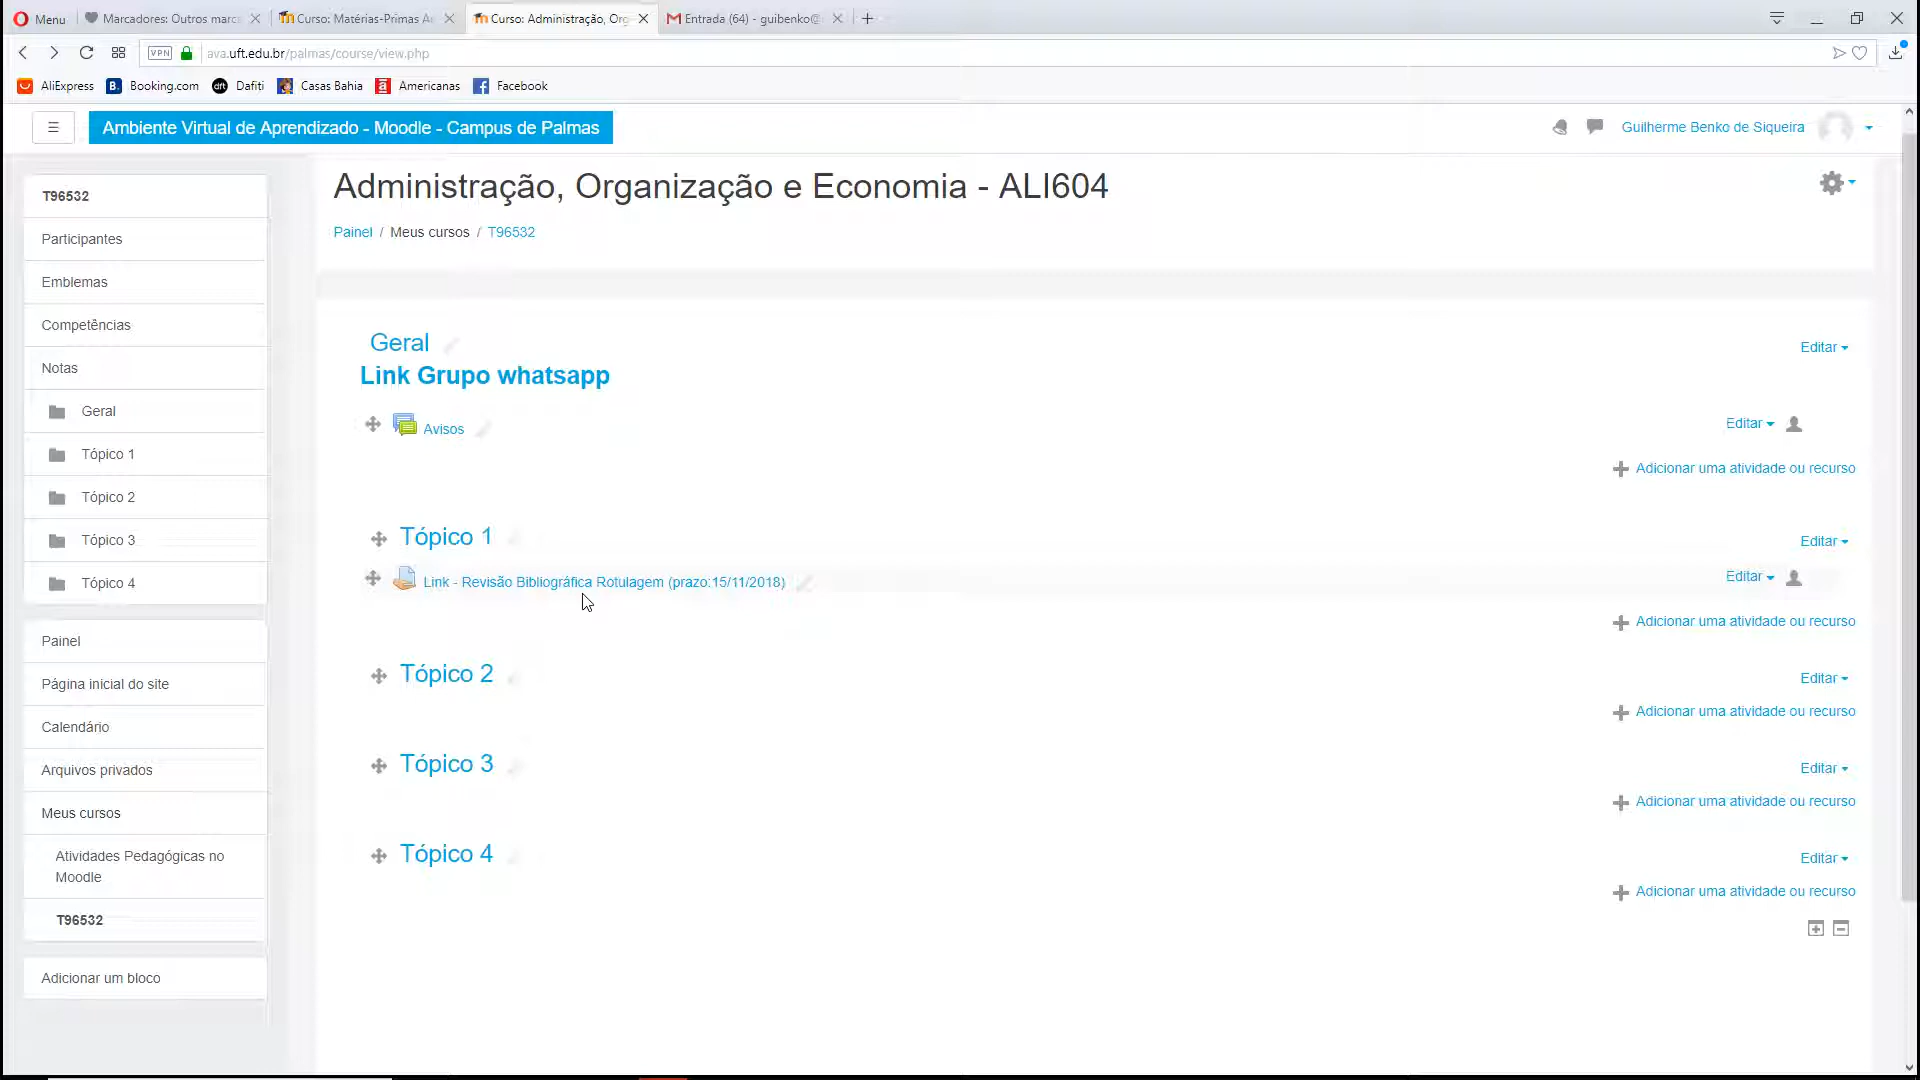 Menu
Marcadores: Outros marc
Curso: Matérias-Primas A
Curso: Administração, Org
Entrada (64) - guibenko@
VPN
ava.uft.edu.br/palmas/course/view.php
AliExpress
B.
Booking.com
dft
Dafiti
Casas Bahia
a
Americanas
Facebook
Ambiente Virtual de Aprendizado - Moodle - Campus de Palmas
Guilherme Benko de Siqueira
T96532
Participantes
Emblemas
Competências
Notas
Geral
Tópico 1
Tópico 2
Tópico 3
Tópico 4
Painel
Página inicial do site
Calendário
Arquivos privados
Meus cursos
Atividades Pedagógicas no
Moodle
T96532
Adicionar um bloco
Administração, Organização e Economia - ALI604
Painel / Meus cursos / T96532
Geral
Editar
Link Grupo whatsapp
Avisos
Editar
Adicionar uma atividade ou recurso
Tópico 1
Editar
Link - Revisão Bibliográfica Rotulagem (prazo:15/11/2018)
Editar
Adicionar uma atividade ou recurso
Tópico 2
Editar
Adicionar uma atividade ou recurso
Tópico 3
Editar
Adicionar uma atividade ou recurso
Tópico 4
Editar
Adicionar uma atividade ou recurso